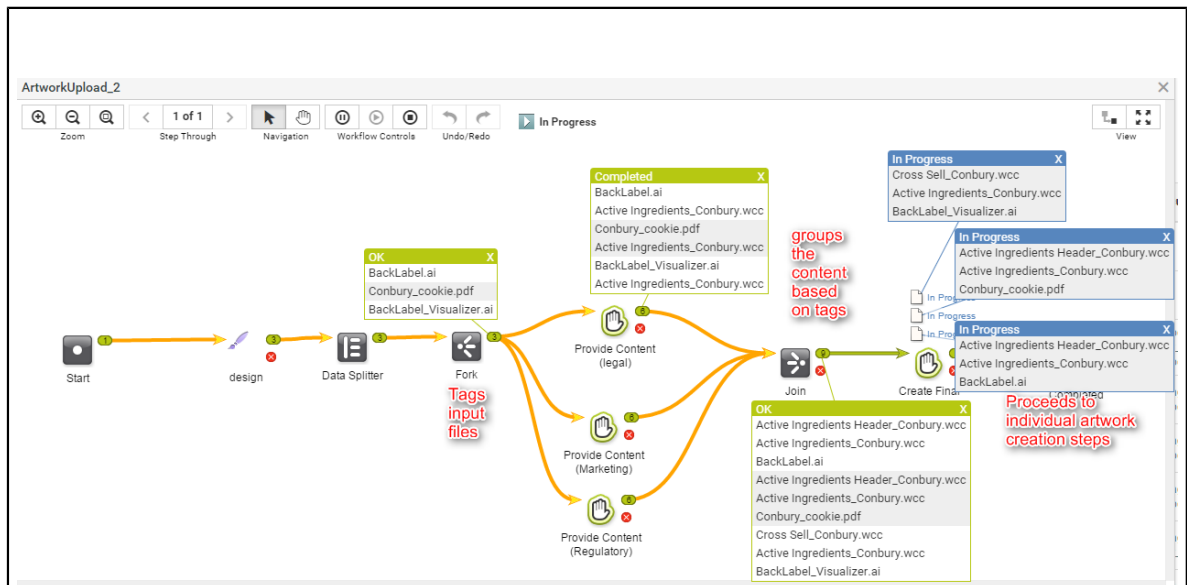 ArtworkUpload_2
1 of 1
Zoom
Step Through
Navigation
Workflow Controls
Undo/Redo
In Progress
View
Completed X
BackLabel.ai
Active Ingredients_Conbury.wcc
Conbury_cookie.pdf
Active Ingredients_Conbury.wcc
BackLabel_Visualizer.ai
Active Ingredients_Conbury.wcc
In Progress X
Cross Sell_Conbury.wcc
Active Ingredients_Conbury.wcc
BackLabel_Visualizer.ai
groups
the
content
based
on tags
In Progress X
Active Ingredients Header_Conbury.wcc
Active Ingredients_Conbury.wcc
Conbury_cookie.pdf
OK X
BackLabel.ai
Conbury_cookie.pdf
BackLabel_Visualizer.ai
In Progress
In Progress
In Prog
In Progress X
Active Ingredients Header_Conbury.wcc
Active Ingredients_Conbury.wcc
BackLabel.ai
1
Start
3
design
3
Data Splitter
3
Fork
Tags
input
files
6
Provide Content
(legal)
6
Provide Content
(Marketing)
6
Provide Content
(Regulatory)
9
Join
Create Final
Completed
Proceeds to
individual artwork
creation steps
OK X
Active Ingredients Header_Conbury.wcc
Active Ingredients_Conbury.wcc
BackLabel.ai
Active Ingredients Header_Conbury.wcc
Active Ingredients_Conbury.wcc
Conbury_cookie.pdf
Cross Sell_Conbury.wcc
Active Ingredients_Conbury.wcc
BackLabel_Visualizer.ai